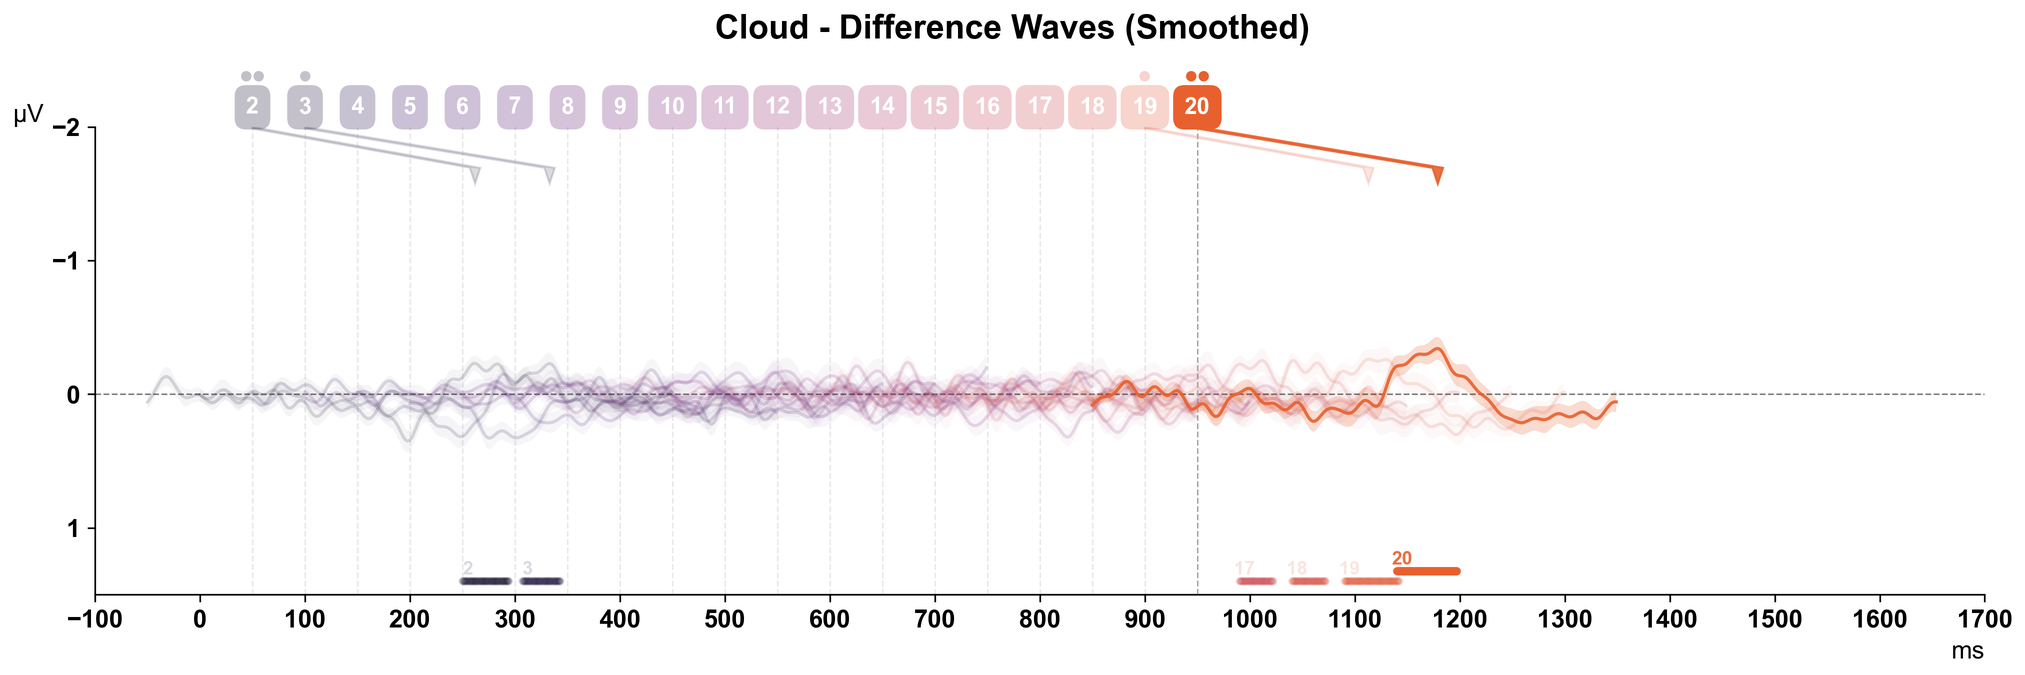 Cloud - Difference Waves (Smoothed)
2 3 4 5 6 7 8 9 10 11 12 13 14 15 16 17 18 19 20
µV
−2
−1
0
1
2 3 17 18 19 20
−100 0 100 200 300 400 500 600 700 800 900 1000 1100 1200 1300 1400 1500 1600 1700
ms